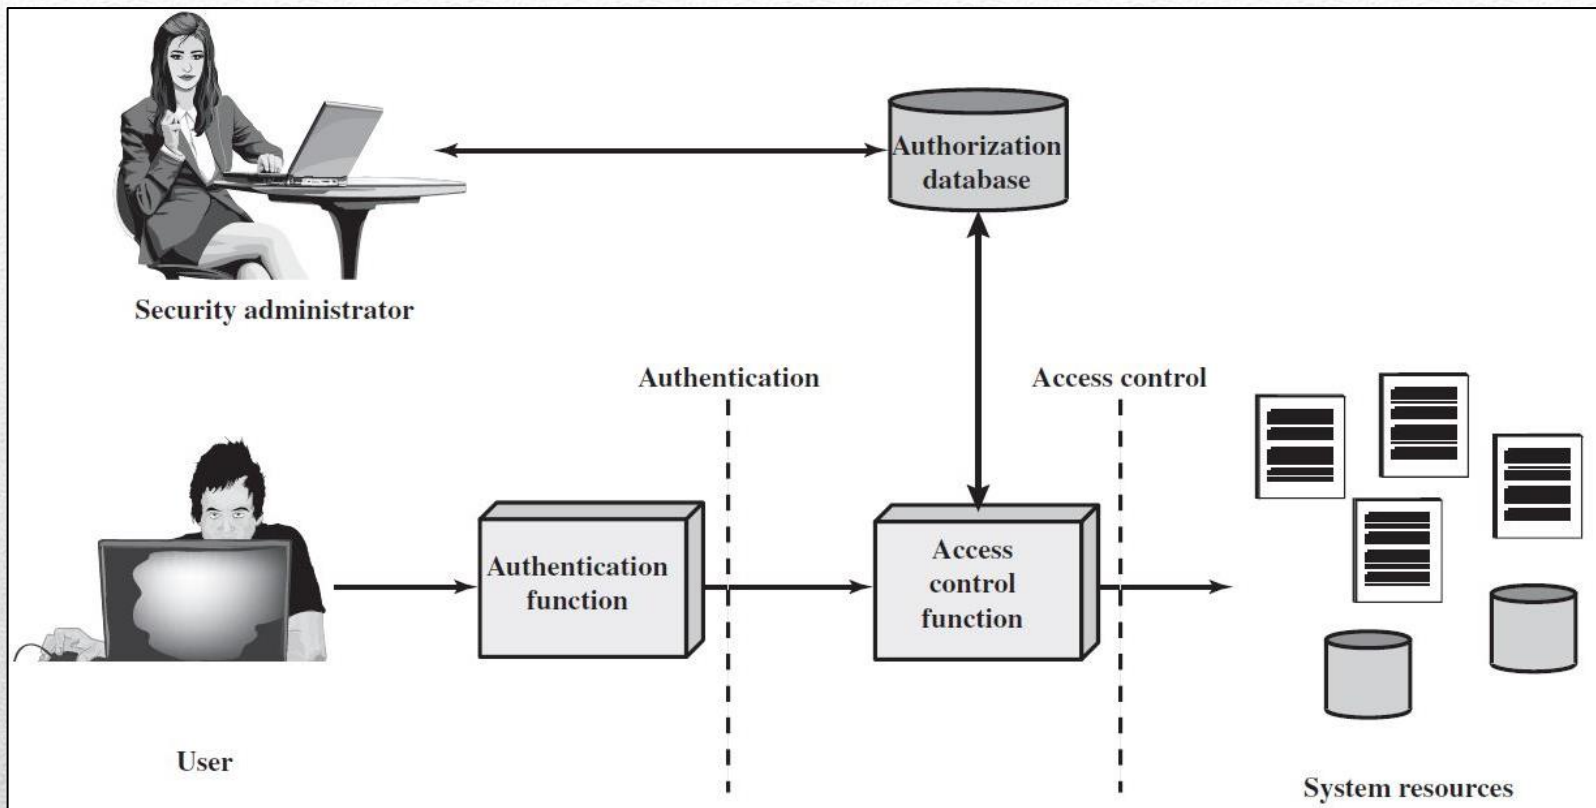 Authorization
database
Security administrator
Authentication
Access control
Authentication
function
Access
control
function
User
System resources